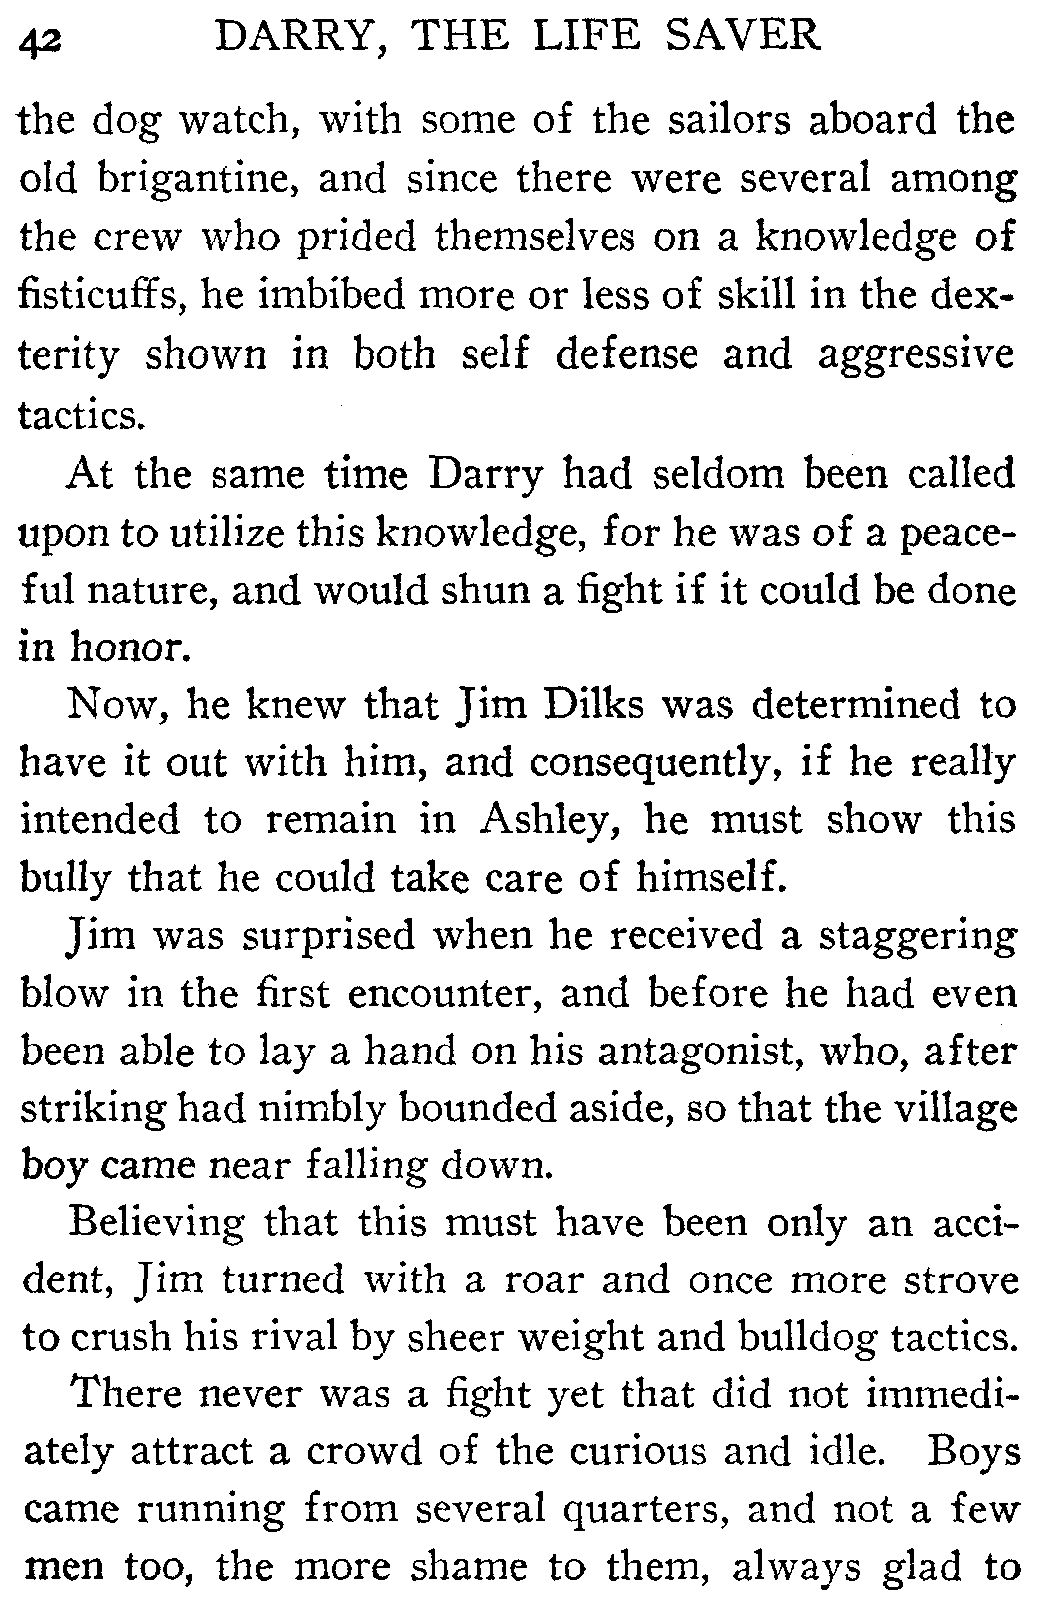 42 DARRY, THE LIFE SAVER
the dog watch, with some of the sailors aboard the
old brigantine, and since there were several among
the crew who prided themselves on a knowledge of
fisticuffs, he imbibed more or less of skill in the dex-
terity shown in both self defense and aggressive
tactics.
At the same time Darry had seldom been called
upon to utilize this knowledge, for he was of a peace-
ful nature, and would shun a fight if it could be done
in honor.
Now, he knew that Jim Dilks was determined to
have it out with him, and consequently, if he really
intended to remain in Ashley, he must show this
bully that he could take care of himself.
Jim was surprised when he received a staggering
blow in the first encounter, and before he had even
been able to lay a hand on his antagonist, who, after
striking had nimbly bounded aside, so that the village
boy came near falling down.
Believing that this must have been only an acci-
dent, Jim turned with a roar and once more strove
to crush his rival by sheer weight and bulldog tactics.
There never was a fight yet that did not immedi-
ately attract a crowd of the curious and idle. Boys
came running from several quarters, and not a few
men too, the more shame to them, always glad to